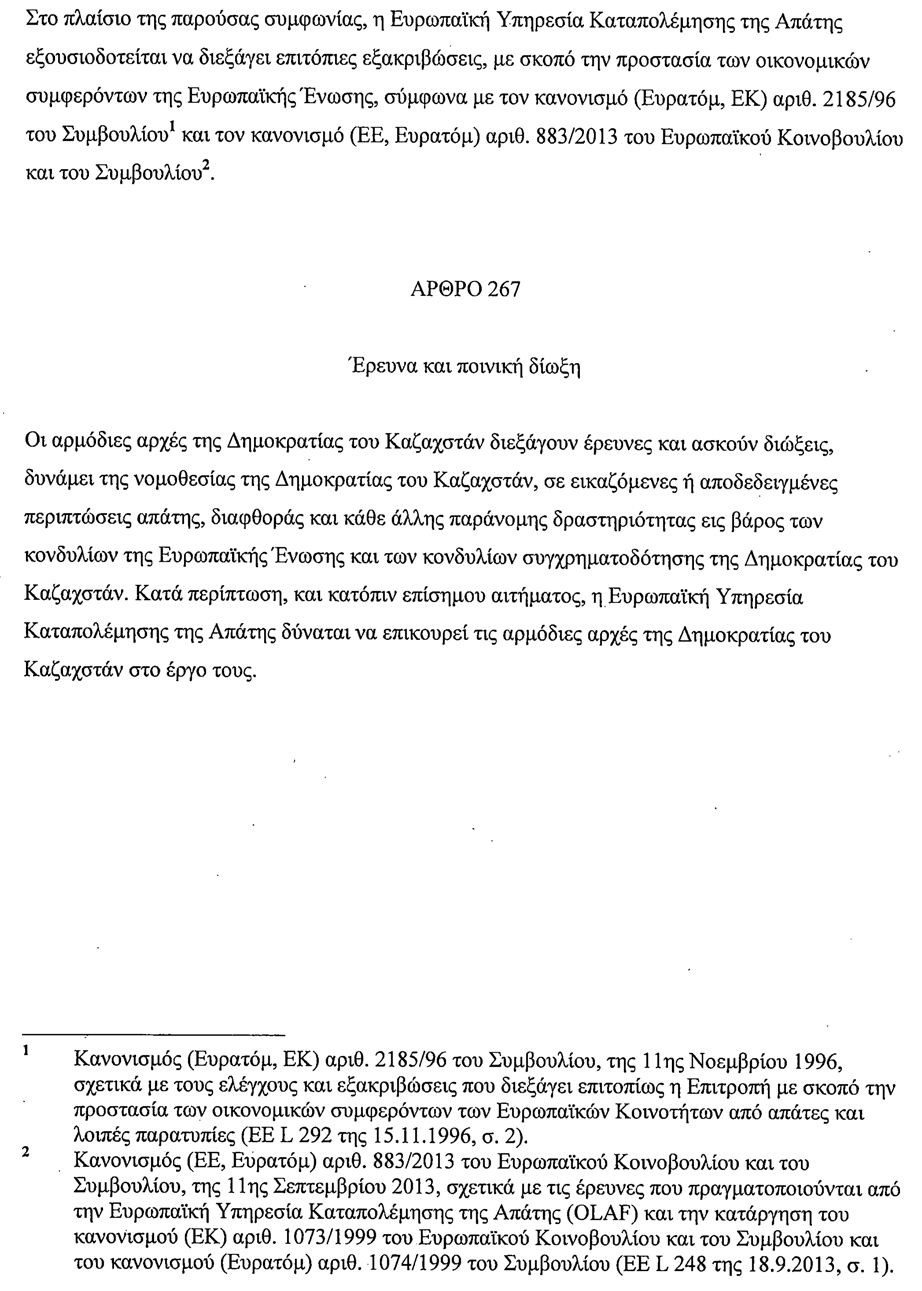 Στο πλαίσιο της παρούσας συμφωνίας, η Ευρωπαϊκή Υπηρεσία Καταπολέμησης της Απάτης
εξουσιοδοτείται να διεξάγει επιτόπιες εξακριβώσεις, με σκοπό την προστασία των οικονομικών
συμφερόντων της Ευρωπαϊκής Ένωσης, σύμφωνα με τον κανονισμό (Ευρατόμ, ΕΚ) αριθ. 2185/96
του Συμβουλίου¹ και τον κανονισμό (ΕΕ, Ευρατόμ) αριθ. 883/2013 του Ευρωπαϊκού Κοινοβουλίου
και του Συμβουλίου².
ΑΡΘΡΟ 267
Έρευνα και ποινική δίωξη
Οι αρμόδιες αρχές της Δημοκρατίας του Καζαχστάν διεξάγουν έρευνες και ασκούν διώξεις,
δυνάμει της νομοθεσίας της Δημοκρατίας του Καζαχστάν, σε εικαζόμενες ή αποδεδειγμένες
περιπτώσεις απάτης, διαφθοράς και κάθε άλλης παράνομης δραστηριότητας εις βάρος των
κονδυλίων της Ευρωπαϊκής Ένωσης και των κονδυλίων συγχρηματοδότησης της Δημοκρατίας του
Καζαχστάν. Κατά περίπτωση, και κατόπιν επίσημου αιτήματος, η Ευρωπαϊκή Υπηρεσία
Καταπολέμησης της Απάτης δύναται να επικουρεί τις αρμόδιες αρχές της Δημοκρατίας του
Καζαχστάν στο έργο τους.
1 Κανονισμός (Ευρατόμ, ΕΚ) αριθ. 2185/96 του Συμβουλίου, της 11ης Νοεμβρίου 1996,
σχετικά με τους ελέγχους και εξακριβώσεις που διεξάγει επιτοπίως η Επιτροπή με σκοπό την
προστασία των οικονομικών συμφερόντων των Ευρωπαϊκών Κοινοτήτων από απάτες και
λοιπές παρατυπίες (ΕΕ L 292 της 15.11.1996, σ. 2).
2 Κανονισμός (ΕΕ, Ευρατόμ) αριθ. 883/2013 του Ευρωπαϊκού Κοινοβουλίου και του
Συμβουλίου, της 11ης Σεπτεμβρίου 2013, σχετικά με τις έρευνες που πραγματοποιούνται από
την Ευρωπαϊκή Υπηρεσία Καταπολέμησης της Απάτης (OLAF) και την κατάργηση του
κανονισμού (ΕΚ) αριθ. 1073/1999 του Ευρωπαϊκού Κοινοβουλίου και του Συμβουλίου και
του κανονισμού (Ευρατόμ) αριθ. 1074/1999 του Συμβουλίου (ΕΕ L 248 της 18.9.2013, σ. 1).